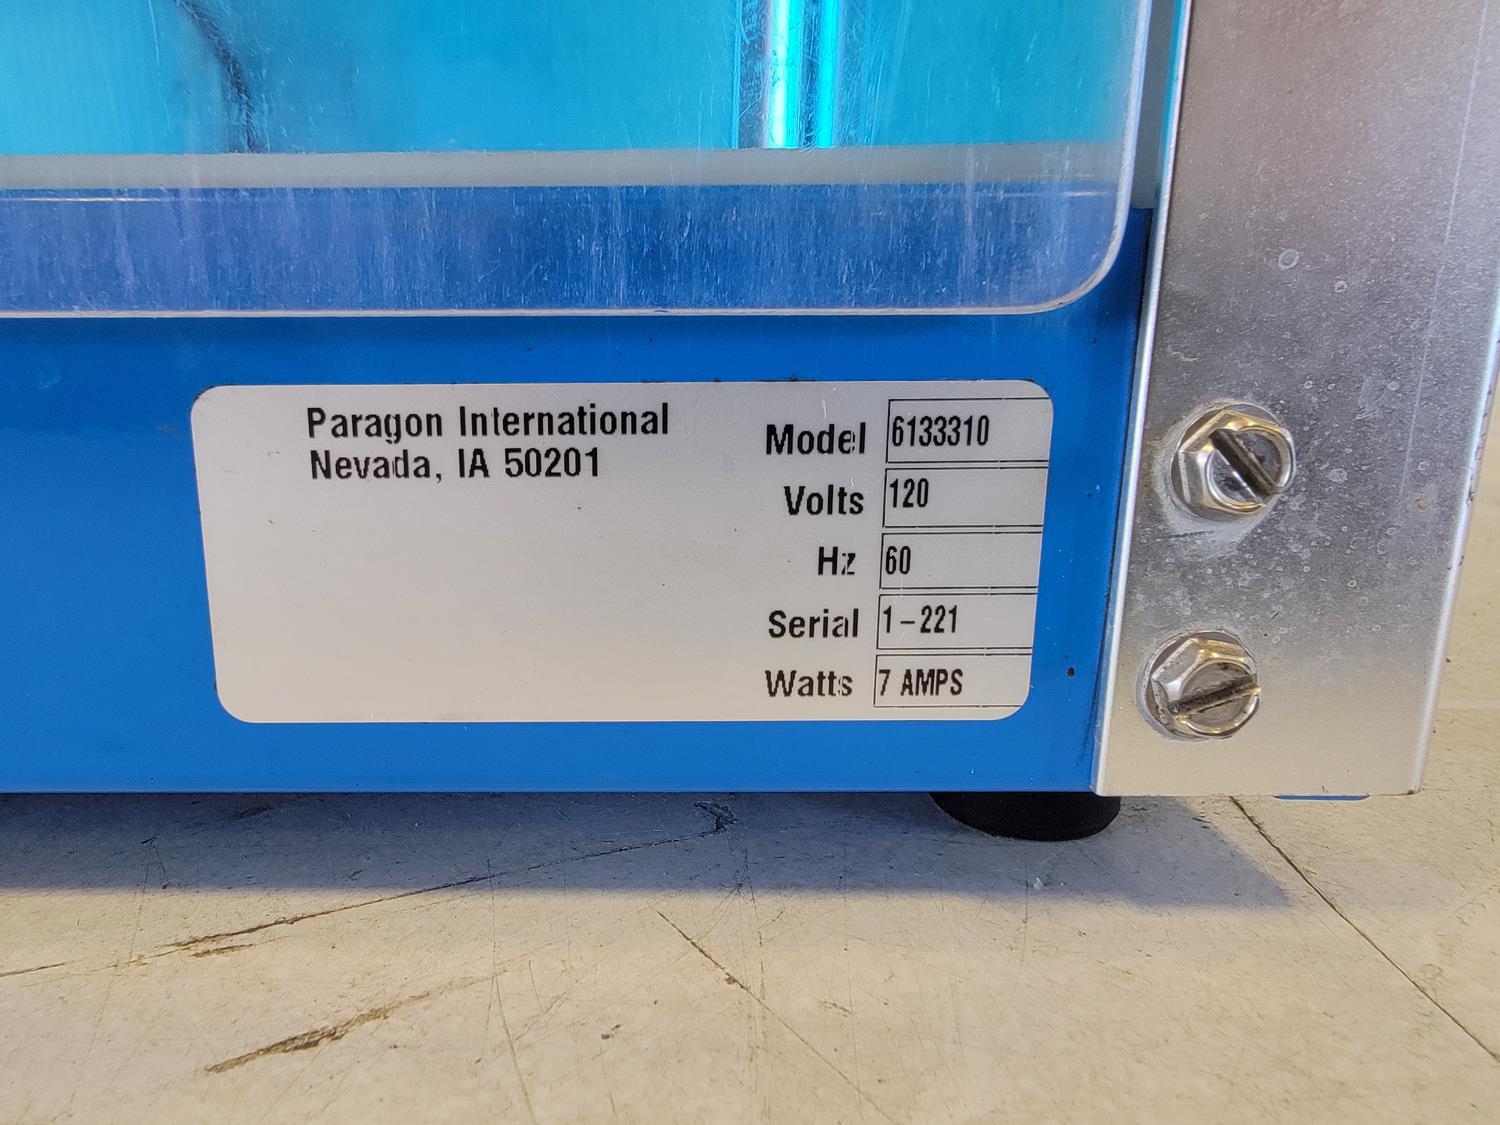 Paragon International
Nevada, IA 50201
Model 6133310
Volts 120
Hz 60
Serial 1-221
Watts 7 AMPS